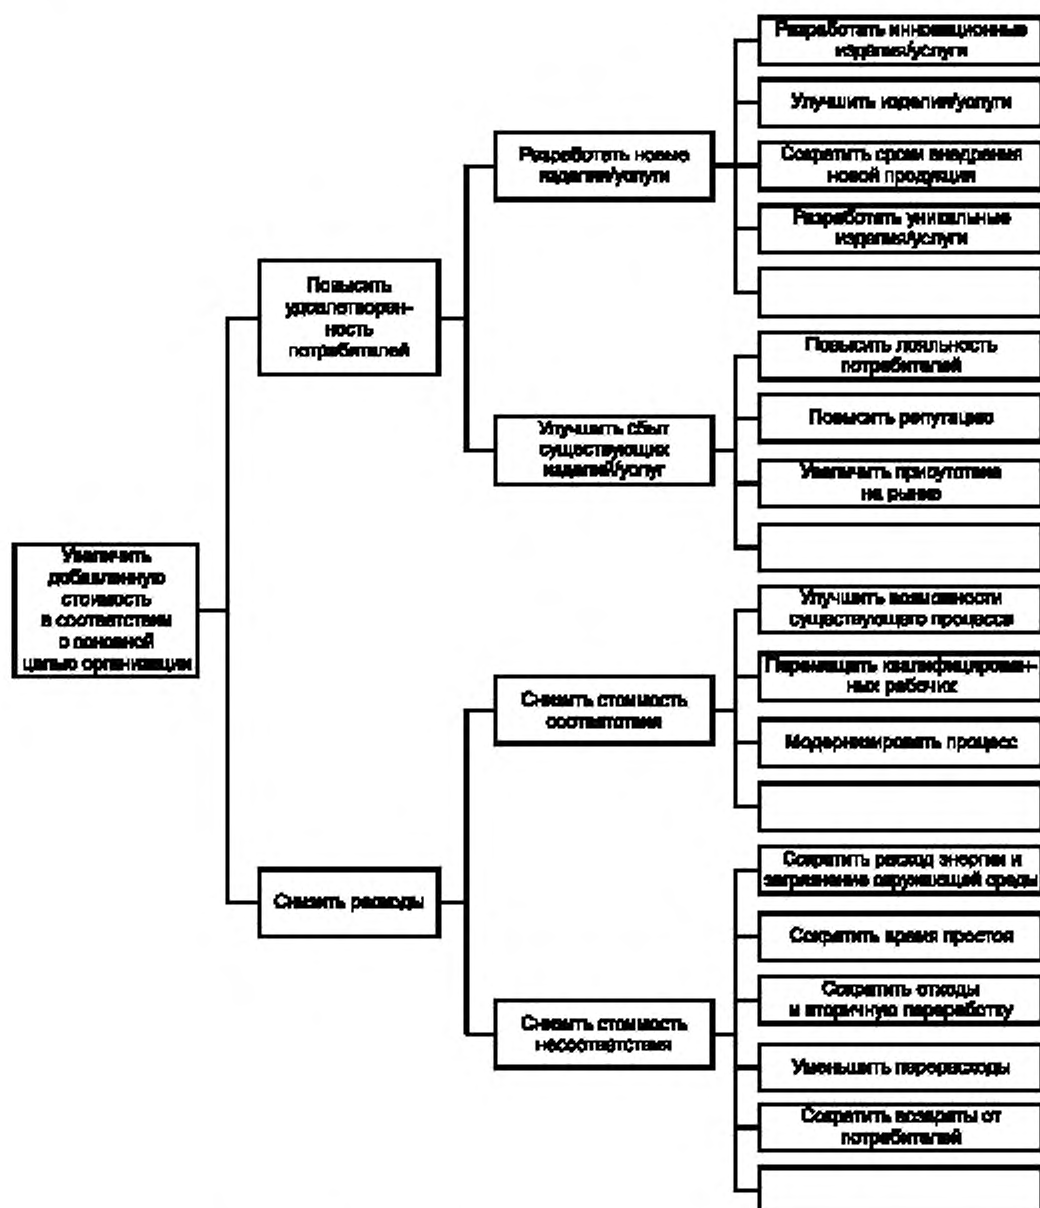 Разработать инновационные
изделия/услуги
Улучшить изделия/услуги
Сократить сроки внедрения
новой продукции
Разработать уникальные
изделия/услуги
Разработать новые
изделия/услуги
Повысить
удовлетворен-
ность
потребителей
Повысить лояльность
потребителей
Повысить репутацию
Увеличить присутствие
на рынке
Улучшить сбыт
существующих
изделий/услуг
Увеличить
добавленную
стоимость
в соответствии
с основной
целью организации
Улучшить возможности
существующего процесса
Перемещать квалифицирован-
ных рабочих
Модернизировать процесс
Снизить стоимость
соответствия
Снизить расходы
Сократить расход энергии и
загрязнение окружающей среды
Сократить время простоя
Сократить отходы
и вторичную переработку
Уменьшить перерасходы
Сократить возвраты от
потребителей
Снизить стоимость
несоответствия